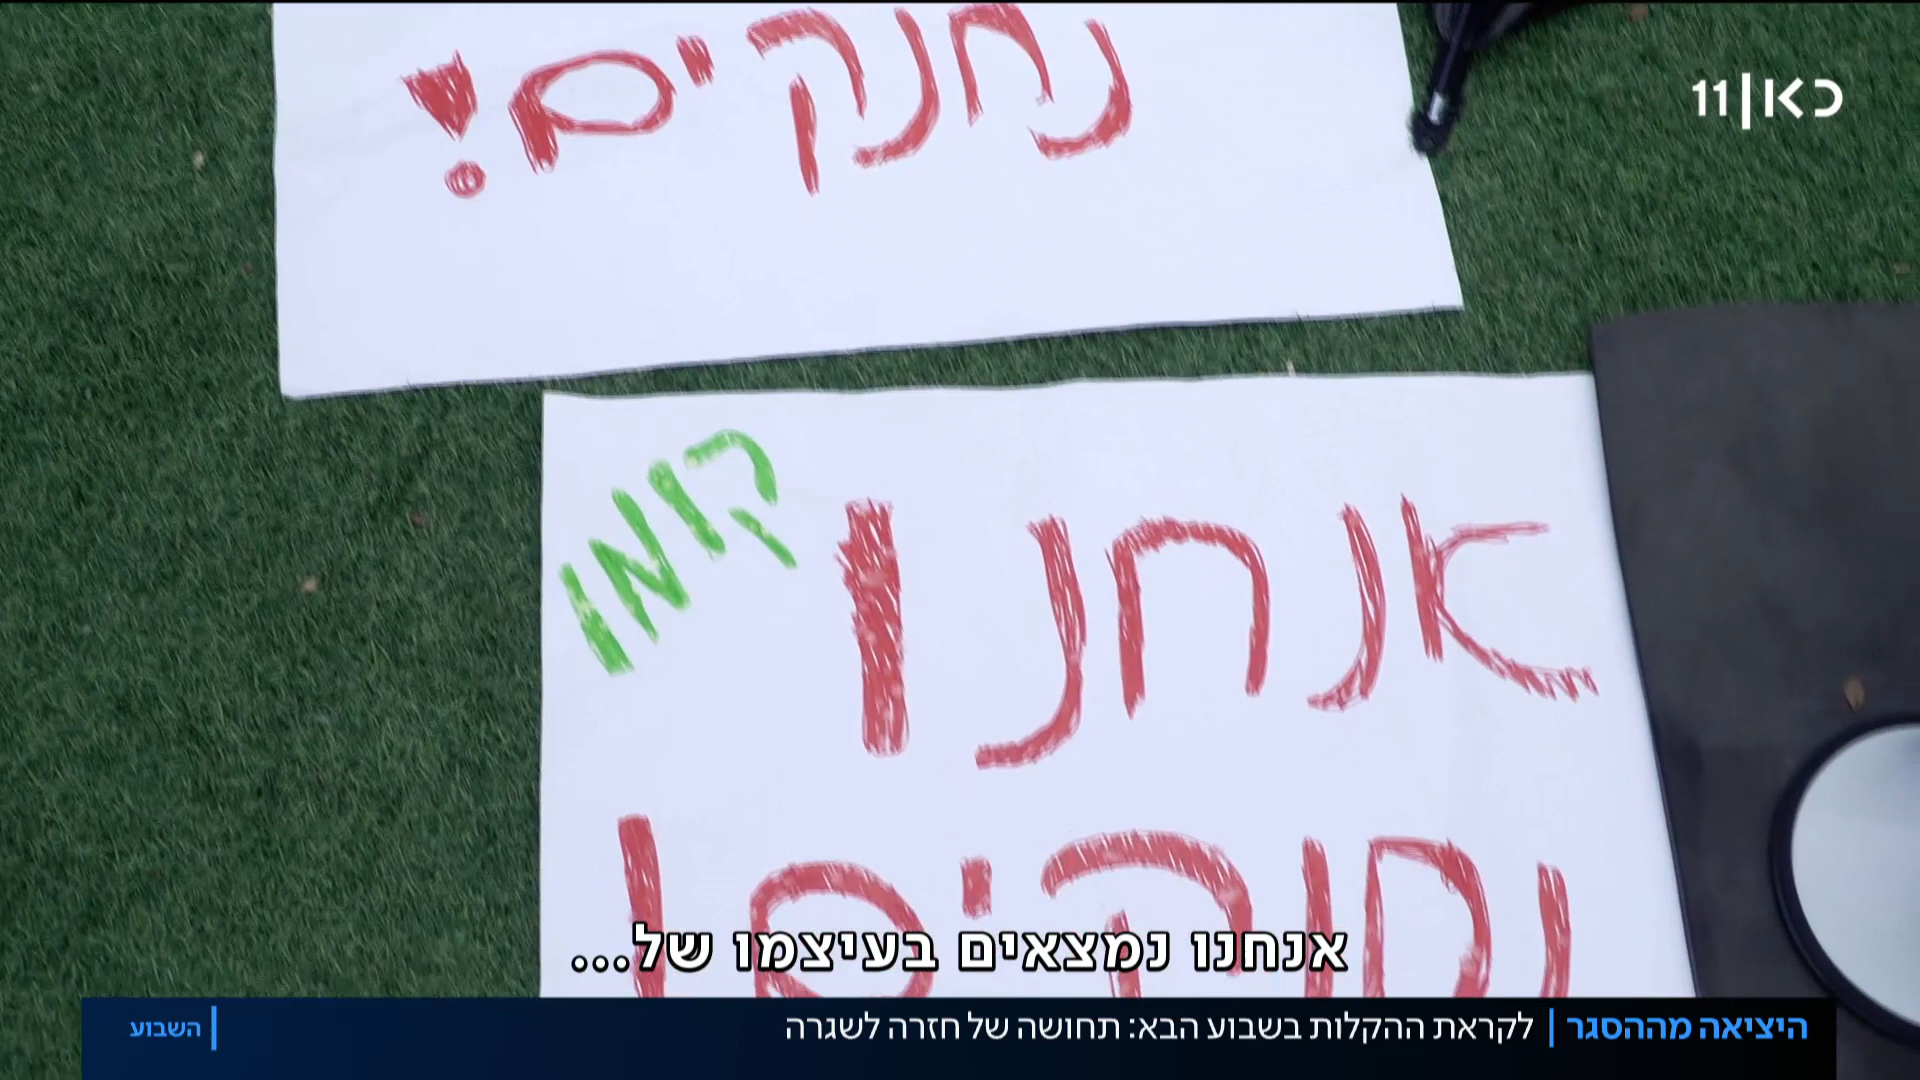 נחנקים!
כאן 11
קומו
אנחנו
נחנקים!
אנחנו נמצאים בעיצמו של...
היציאה מההסגר | לקראת ההקלות בשבוע הבא: תחושה של חזרה לשגרה
השבוע